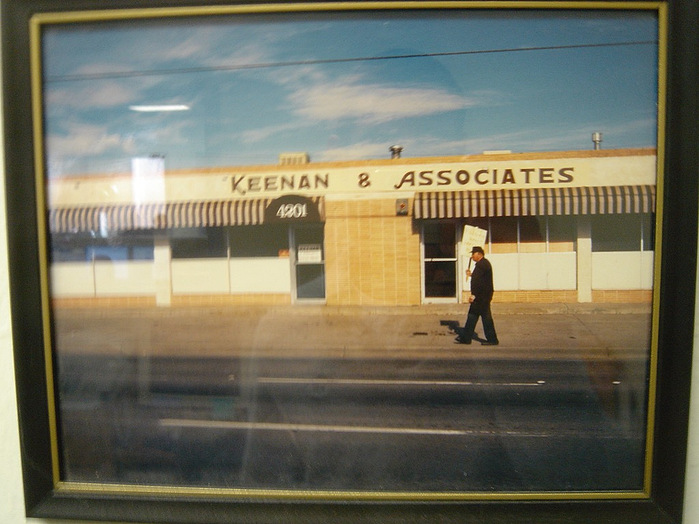 KEENAN & ASSOCIATES
4201